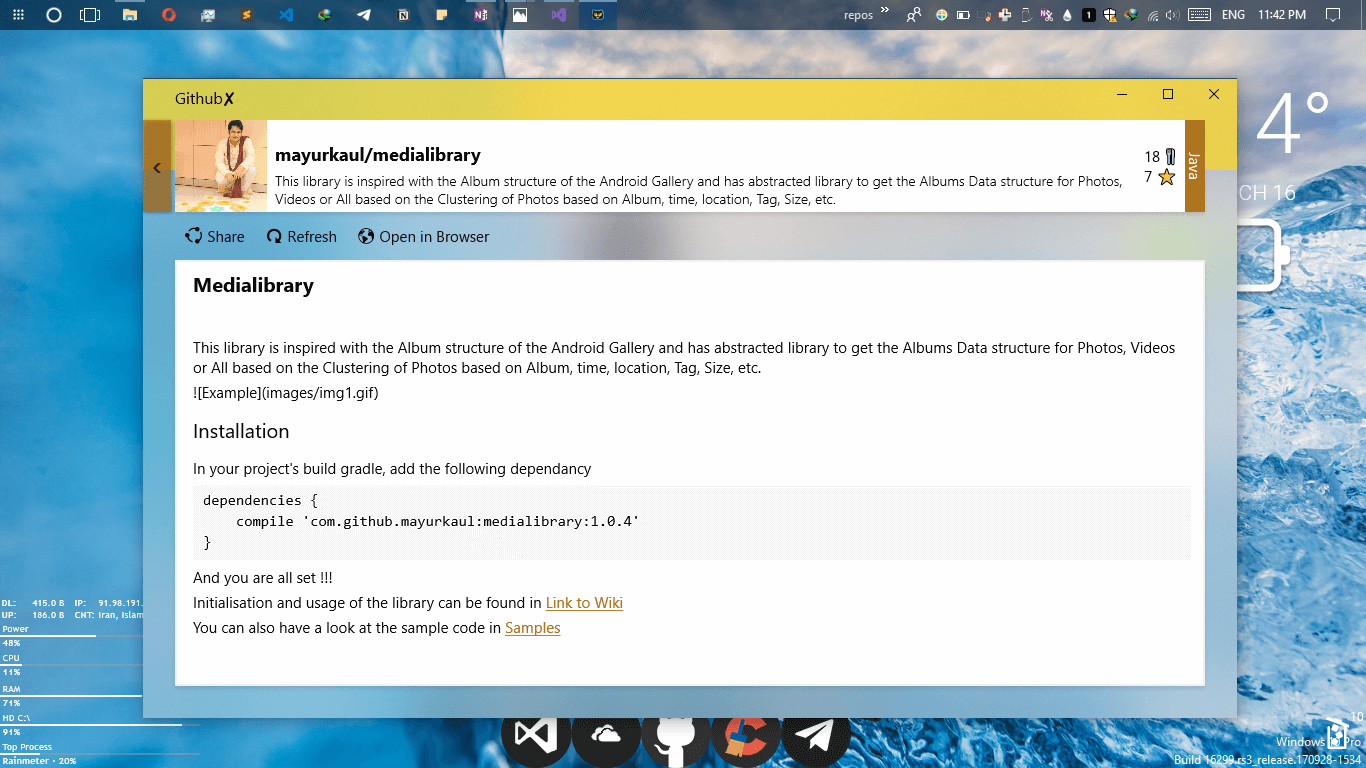 repos
ENG
11:42 PM
Github✗
mayurkaul/medialibrary
This library is inspired with the Album structure of the Android Gallery and has abstracted library to get the Albums Data structure for Photos,
Videos or All based on the Clustering of Photos based on Album, time, location, Tag, Size, etc.
18
7
Java
4°
CH 16
Share
Refresh
Open in Browser
Medialibrary
This library is inspired with the Album structure of the Android Gallery and has abstracted library to get the Albums Data structure for Photos, Videos
or All based on the Clustering of Photos based on Album, time, location, Tag, Size, etc.
![Example](images/img1.gif)
Installation
In your project's build gradle, add the following dependancy
dependencies {
compile 'com.github.mayurkaul:medialibrary:1.0.4'
}
And you are all set !!!
Initialisation and usage of the library can be found in Link to Wiki
You can also have a look at the sample code in Samples
DL: 415.0 B IP: 91.98.191.
UP: 186.0 B CNT: Iran, Islam
Power
48%
CPU
11%
RAM
71%
HD C:\
91%
Top Process
Rainmeter - 20%
10
Windows 10 Pro
Build 16299.rs3_release.170928-1534